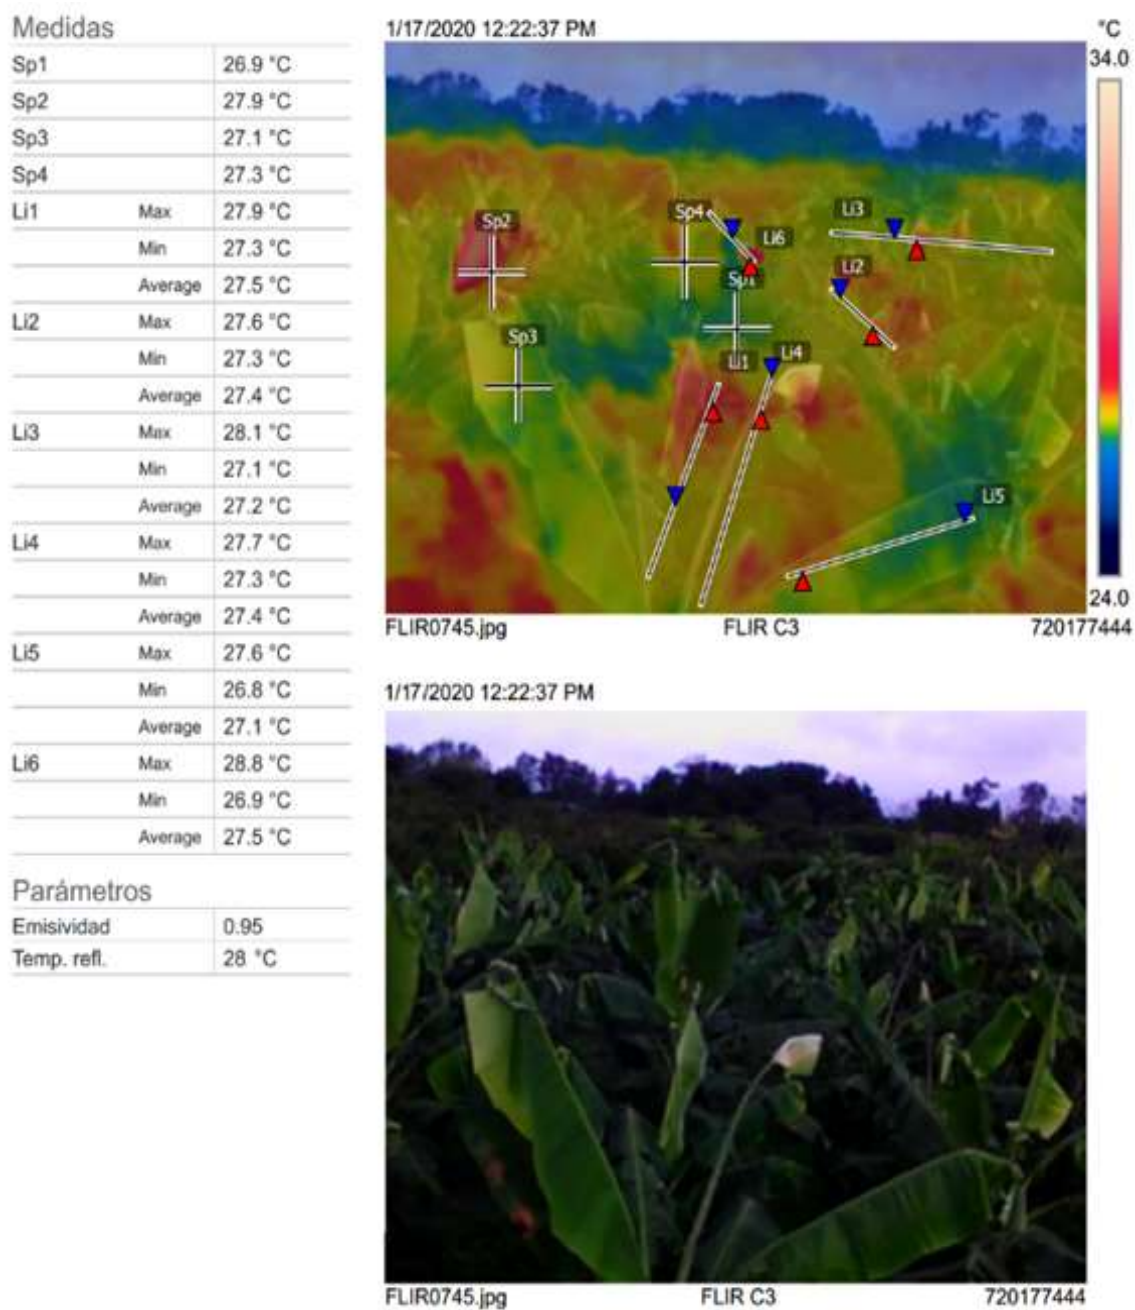 Medidas
Sp1 26.9 °C
Sp2 27.9 °C
Sp3 27.1 °C
Sp4 27.3 °C
Li1 Max 27.9 °C
Min 27.3 °C
Average 27.5 °C
Li2 Max 27.6 °C
Min 27.3 °C
Average 27.4 °C
Li3 Max 28.1 °C
Min 27.1 °C
Average 27.2 °C
Li4 Max 27.7 °C
Min 27.3 °C
Average 27.4 °C
Li5 Max 27.6 °C
Min 26.8 °C
Average 27.1 °C
Li6 Max 28.8 °C
Min 26.9 °C
Average 27.5 °C
Parámetros
Emisividad 0.95
Temp. refl. 28 °C
1/17/2020 12:22:37 PM
°C
34.0
Sp2
Sp4
Li3
Li6
Li2
Sp1
Sp3
Li1
Li4
Li5
24.0
FLIR0745.jpg FLIR C3 720177444
1/17/2020 12:22:37 PM
FLIR0745.jpg FLIR C3 720177444